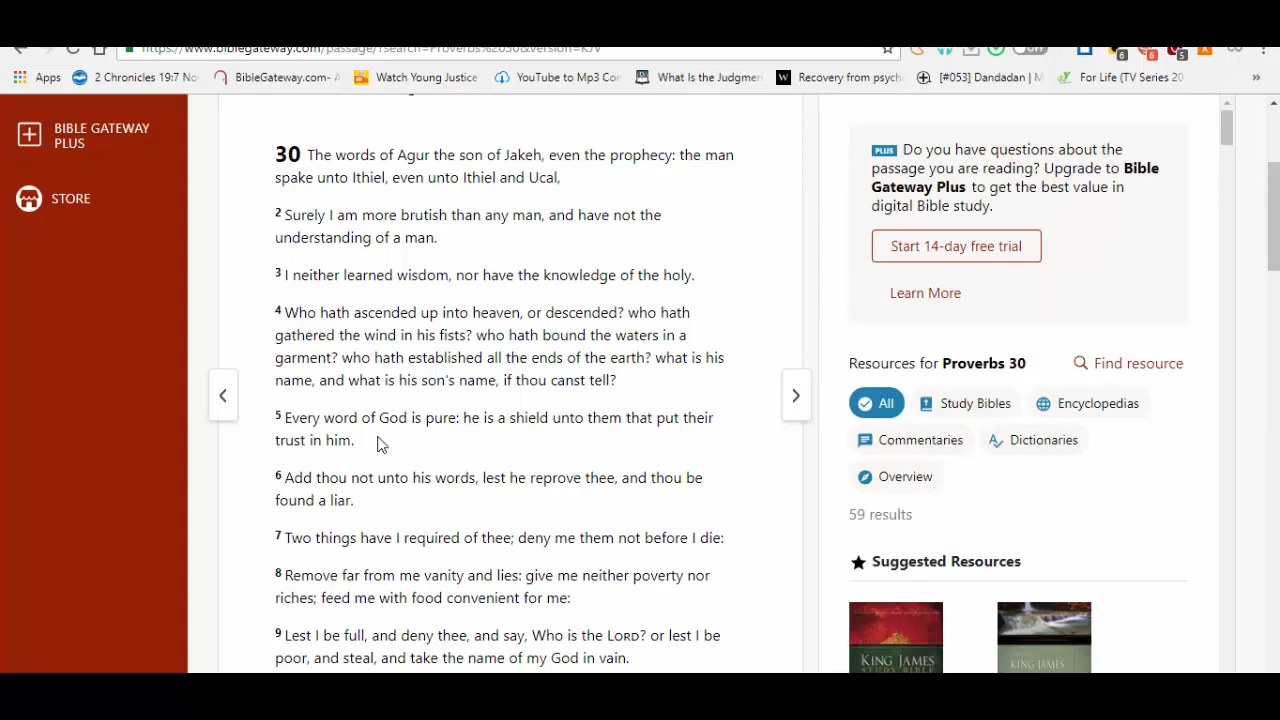 https://www.biblegateway.com/passage/?search=Proverbs%2030&version=KJV
6
6
5
Apps
2 Chronicles 19:7 No
BibleGateway.com- A
Watch Young Justice
YouTube to Mp3 Con
What Is the Judgmer
Recovery from psych
[#053] Dandadan | M
For Life (TV Series 20
»
BIBLE GATEWAY
PLUS
STORE
30 The words of Agur the son of Jakeh, even the prophecy: the man
spake unto Ithiel, even unto Ithiel and Ucal,
2 Surely I am more brutish than any man, and have not the
understanding of a man.
3 I neither learned wisdom, nor have the knowledge of the holy.
4 Who hath ascended up into heaven, or descended? who hath
gathered the wind in his fists? who hath bound the waters in a
garment? who hath established all the ends of the earth? what is his
name, and what is his son's name, if thou canst tell?
5 Every word of God is pure: he is a shield unto them that put their
trust in him.
6 Add thou not unto his words, lest he reprove thee, and thou be
found a liar.
7 Two things have I required of thee; deny me them not before I die:
8 Remove far from me vanity and lies: give me neither poverty nor
riches; feed me with food convenient for me:
9 Lest I be full, and deny thee, and say, Who is the LORD? or lest I be
poor, and steal, and take the name of my God in vain.
PLUS Do you have questions about the
passage you are reading? Upgrade to Bible
Gateway Plus to get the best value in
digital Bible study.
Start 14-day free trial
Learn More
Resources for Proverbs 30
Find resource
All
Study Bibles
Encyclopedias
Commentaries
Dictionaries
Overview
59 results
Suggested Resources
KING JAMES
STUDY BIBLE
KING JAMES